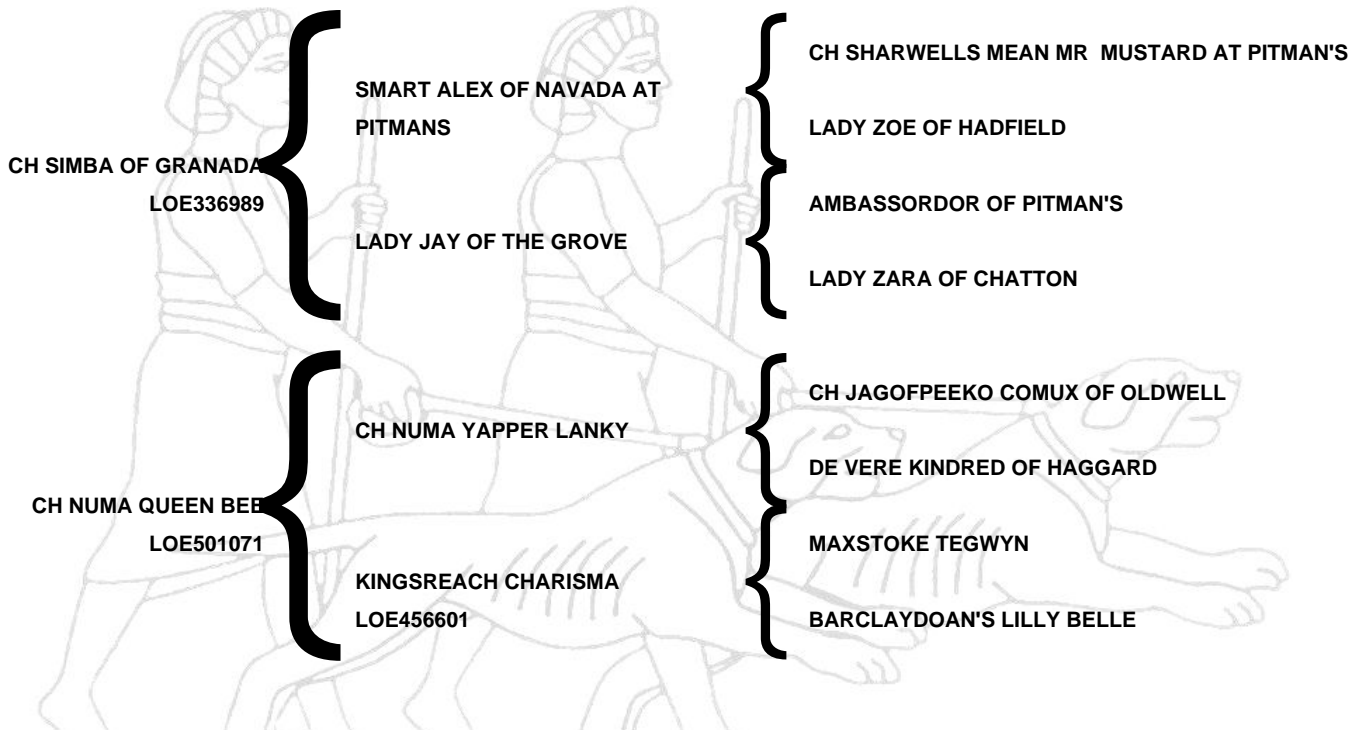 CH SIMBA OF GRANADA
LOE336989
SMART ALEX OF NAVADA AT
PITMANS
LADY JAY OF THE GROVE
CH SHARWELLS MEAN MR  MUSTARD AT PITMAN'S
LADY ZOE OF HADFIELD
AMBASSORDOR OF PITMAN'S
LADY ZARA OF CHATTON
CH NUMA QUEEN BEE
LOE501071
CH NUMA YAPPER LANKY
KINGSREACH CHARISMA
LOE456601
CH JAGOFPEEKO COMUX OF OLDWELL
DE VERE KINDRED OF HAGGARD
MAXSTOKE TEGWYN
BARCLAYDOAN'S LILLY BELLE